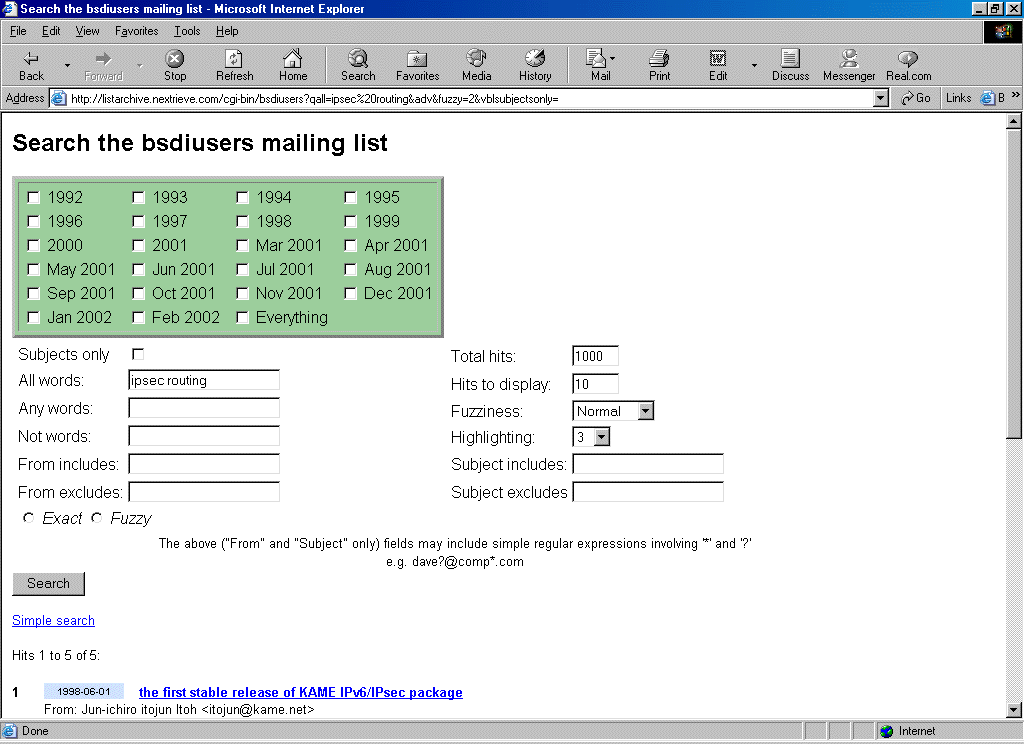 Search the bsdiusers mailing list - Microsoft Internet Explorer
File Edit View Favorites Tools Help
Back Forward Stop Refresh Home Search Favorites Media History Mail Print Edit Discuss Messenger Real.com
Address http://listarchive.nextrieve.com/cgi-bin/bsdiusers?qall=ipsec%20routing&adv&fuzzy=2&vblsubjectsonly= Go Links B »
Search the bsdiusers mailing list
1992 1993 1994 1995
1996 1997 1998 1999
2000 2001 Mar 2001 Apr 2001
May 2001 Jun 2001 Jul 2001 Aug 2001
Sep 2001 Oct 2001 Nov 2001 Dec 2001
Jan 2002 Feb 2002 Everything
Subjects only Total hits: 1000
All words: ipsec routing Hits to display: 10
Any words: Fuzziness: Normal
Not words: Highlighting: 3
From includes: Subject includes:
From excludes: Subject excludes
Exact Fuzzy
The above ("From" and "Subject" only) fields may include simple regular expressions involving '*' and '?'
e.g. dave?@comp*.com
Search
Simple search
Hits 1 to 5 of 5:
1 1998-06-01 the first stable release of KAME IPv6/IPsec package
From: Jun-ichiro itojun Itoh <itojun@kame.net>
Done Internet